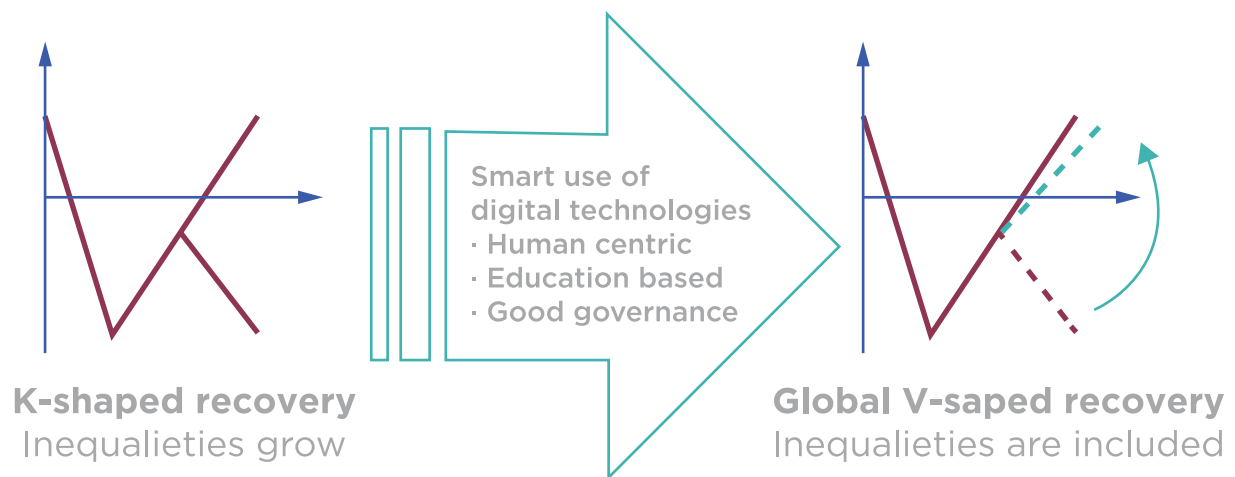 Smart use of
digital technologies
· Human centric
· Education based
· Good governance
K-shaped recovery
Inequalieties grow
Global V-saped recovery
Inequalieties are included